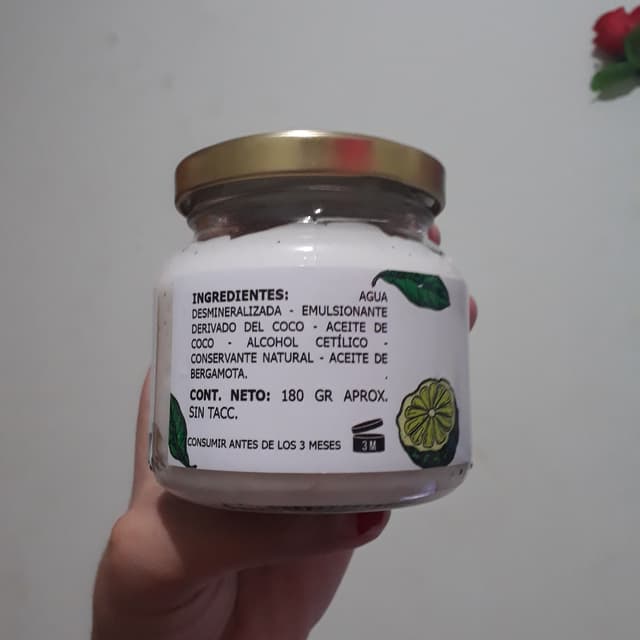 INGREDIENTES: AGUA
DESMINERALIZADA - EMULSIONANTE
DERIVADO DEL COCO - ACEITE DE
COCO - ALCOHOL CETÍLICO -
CONSERVANTE NATURAL - ACEITE DE
BERGAMOTA. .
CONT. NETO: 180 GR APROX.
SIN TACC.
CONSUMIR ANTES DE LOS 3 MESES
3 M